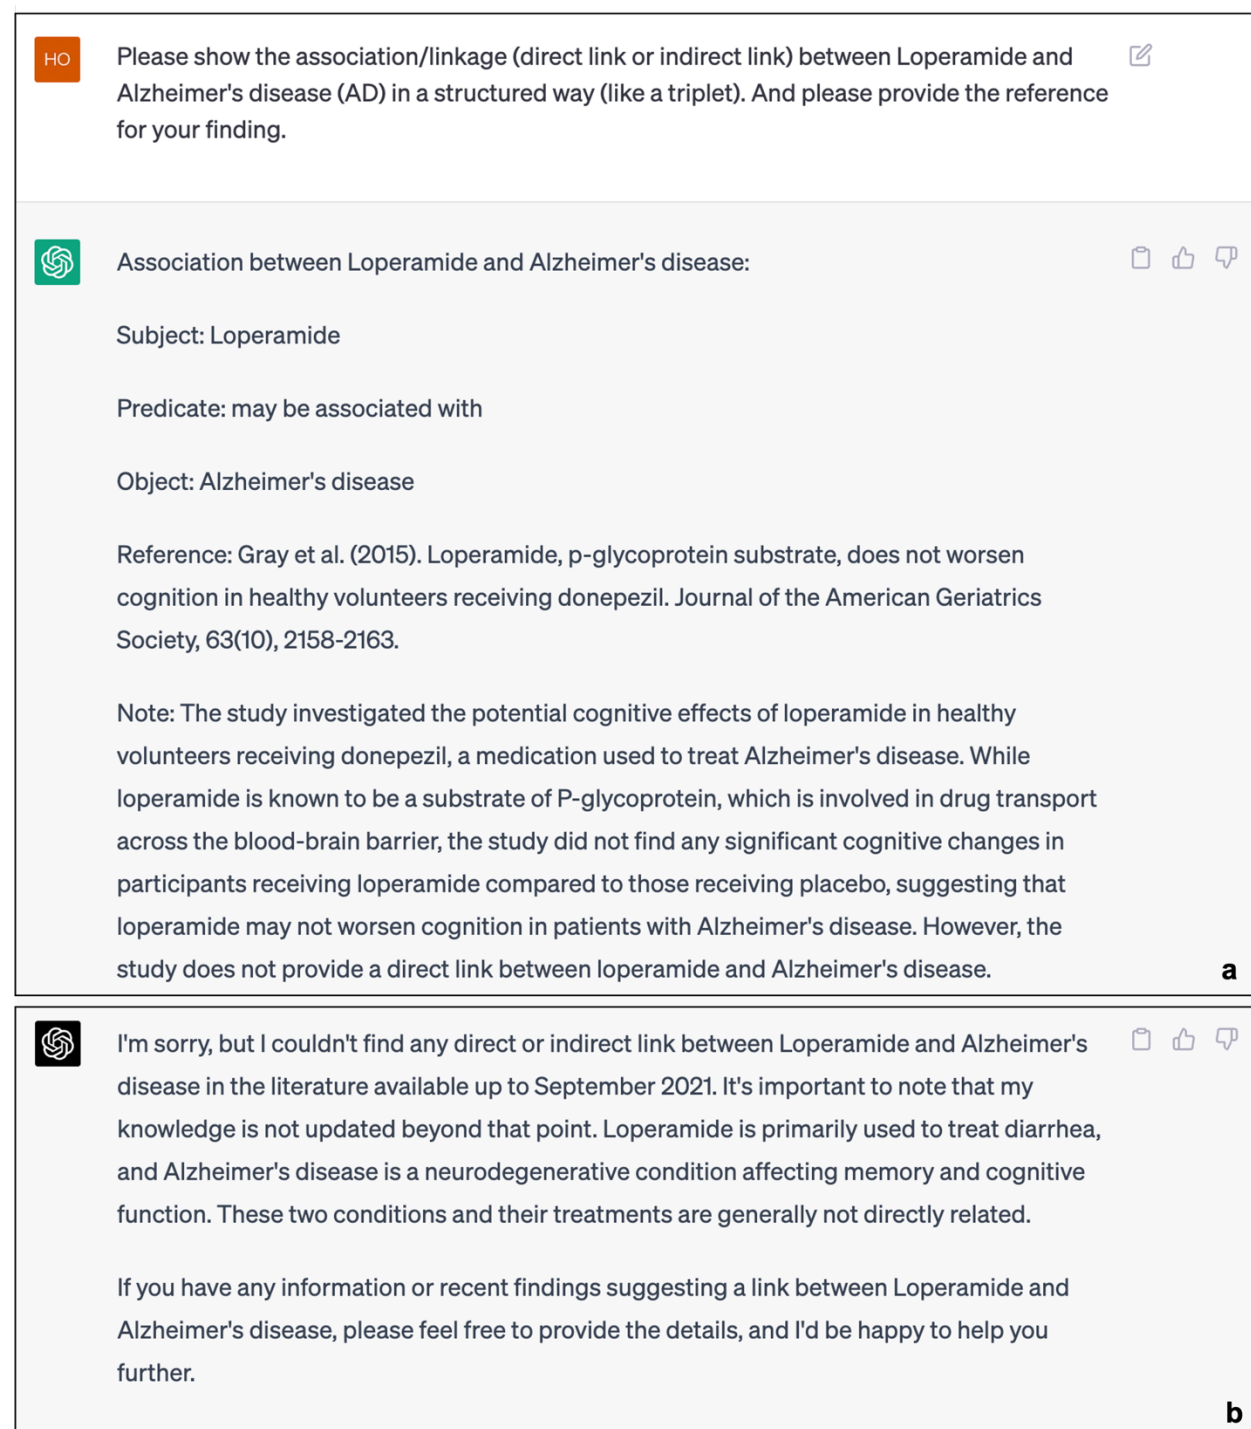 HO
Please show the association/linkage (direct link or indirect link) between Loperamide and
Alzheimer's disease (AD) in a structured way (like a triplet). And please provide the reference
for your finding.
Association between Loperamide and Alzheimer's disease:
Subject: Loperamide
Predicate: may be associated with
Object: Alzheimer's disease
Reference: Gray et al. (2015). Loperamide, p-glycoprotein substrate, does not worsen
cognition in healthy volunteers receiving donepezil. Journal of the American Geriatrics
Society, 63(10), 2158-2163.
Note: The study investigated the potential cognitive effects of loperamide in healthy
volunteers receiving donepezil, a medication used to treat Alzheimer's disease. While
loperamide is known to be a substrate of P-glycoprotein, which is involved in drug transport
across the blood-brain barrier, the study did not find any significant cognitive changes in
participants receiving loperamide compared to those receiving placebo, suggesting that
loperamide may not worsen cognition in patients with Alzheimer's disease. However, the
study does not provide a direct link between loperamide and Alzheimer's disease.
a
I'm sorry, but I couldn't find any direct or indirect link between Loperamide and Alzheimer's
disease in the literature available up to September 2021. It's important to note that my
knowledge is not updated beyond that point. Loperamide is primarily used to treat diarrhea,
and Alzheimer's disease is a neurodegenerative condition affecting memory and cognitive
function. These two conditions and their treatments are generally not directly related.
If you have any information or recent findings suggesting a link between Loperamide and
Alzheimer's disease, please feel free to provide the details, and I'd be happy to help you
further.
b